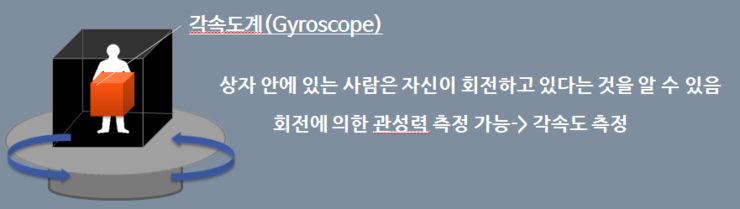 각속도계(Gyroscope)
상자 안에 있는 사람은 자신이 회전하고 있다는 것을 알 수 있음
회전에 의한 관성력 측정 가능-> 각속도 측정